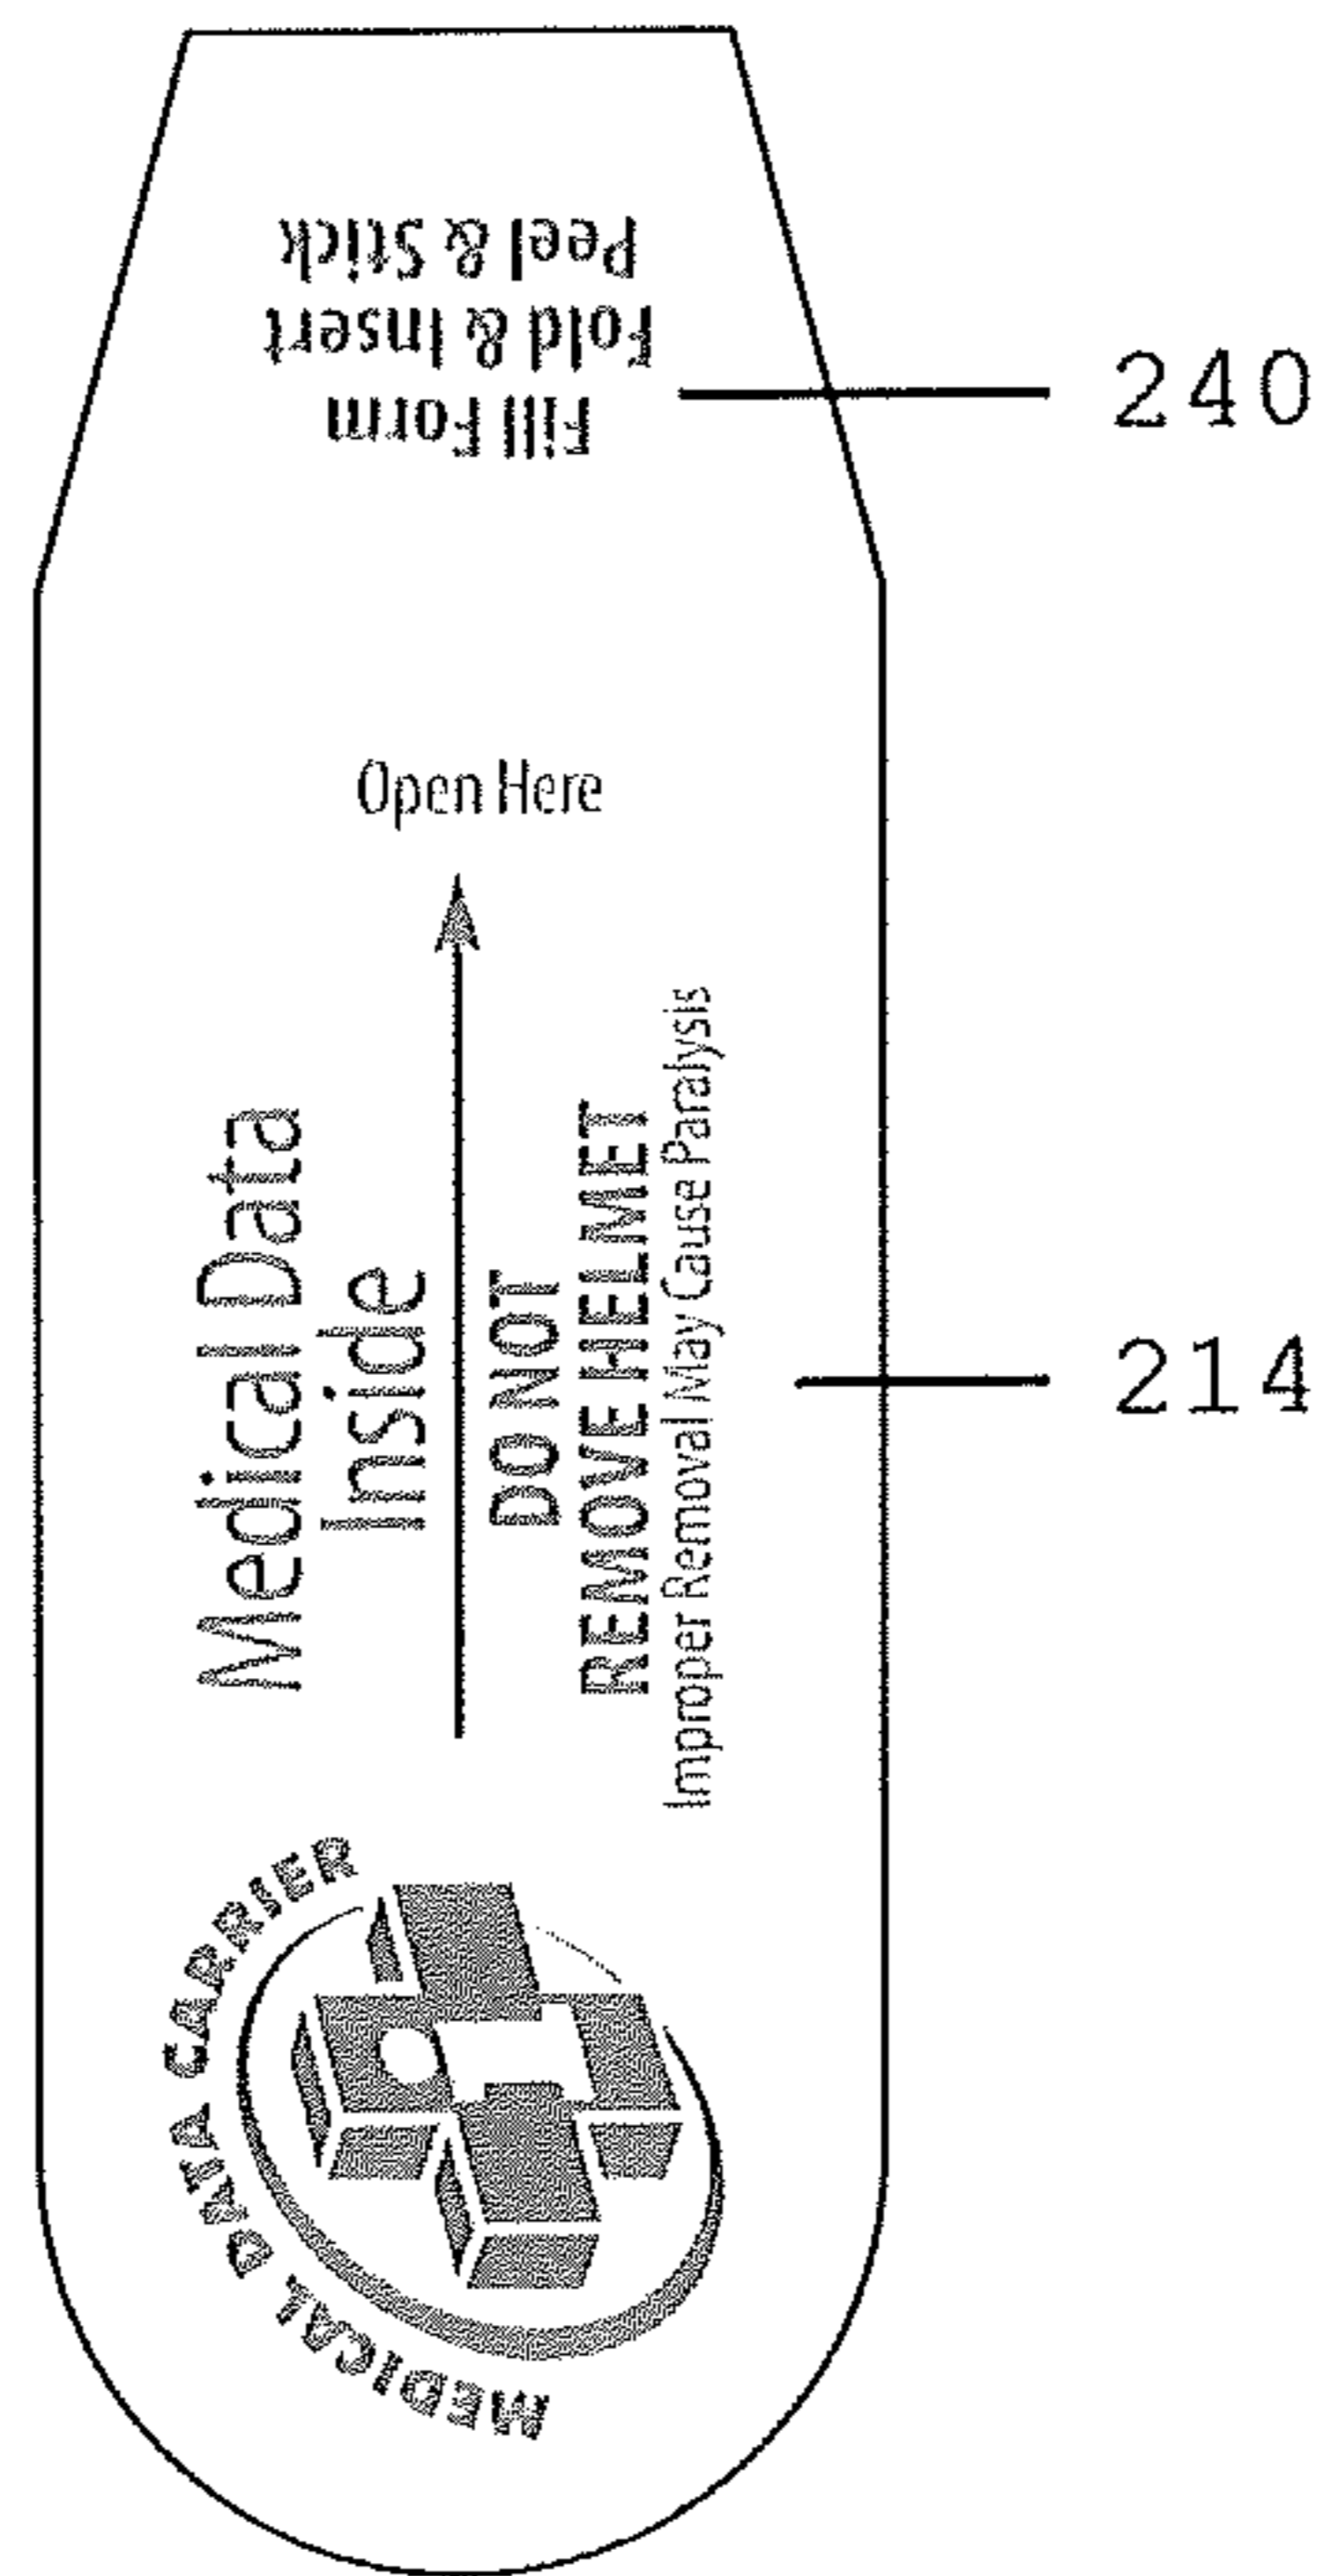 Fill Form
Fold & Insert
Peel & Stick
240
Open Here
Medical Data
Inside
DO NOT
REMOVE HELMET
Improper Removal May Cause Paralysis
214
MEDICAL DATA CARRIER